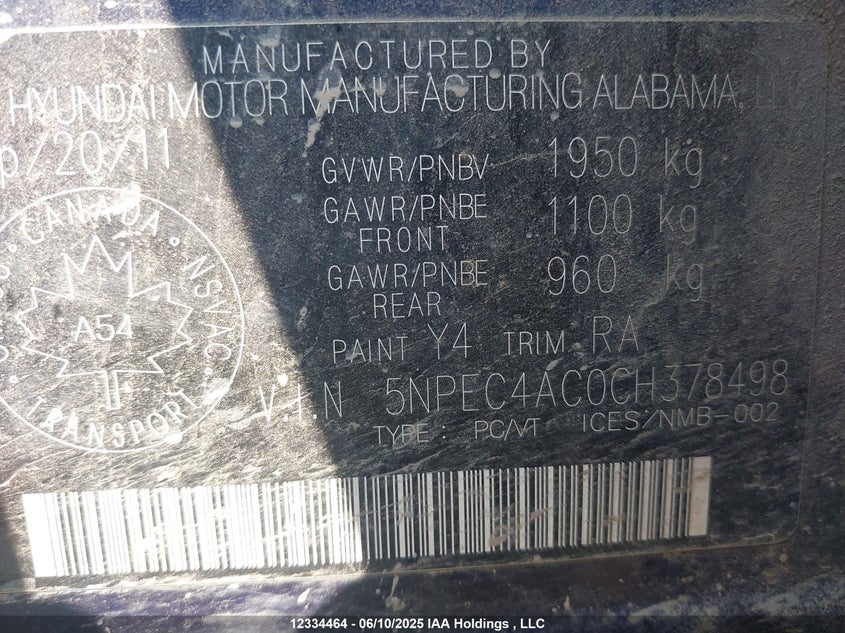 MANUFACTURED BY
HYUNDAI MOTOR MANUFACTURING ALABAMA,
p/20/11
GVWR/PNBV 1950 kg
GAWR/PNBE 1100 kg
FRONT
GAWR/PNBE 960 kg
REAR
CANADA · NSVAC · TRANSPORT
A54
PAINT Y4 TRIM RA
V.I.N 5NPEC4AC0CH378498
TYPE: PC/VT ICES/NMB-002
12334464 - 06/10/2025 IAA Holdings , LLC